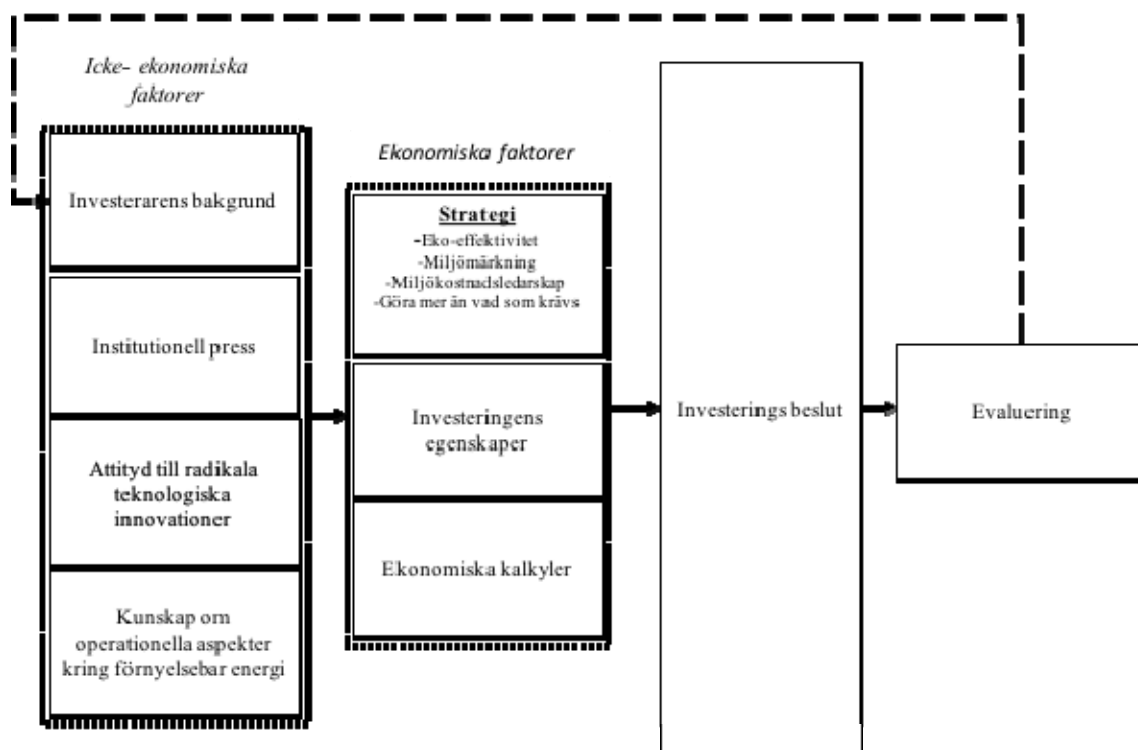 Icke- ekonomiska
faktorer
Investerarens bakgrund
Institutionell press
Attityd till radikala
teknologiska
innovationer
Kunskap om
operationella aspekter
kring förnyelsebar energi
Ekonomiska faktorer
Strategi
-Eko-effektivitet
-Miljömärkning
-Miljökostnadsledarskap
-Göra mer än vad som krävs
Investeringens
egenskaper
Ekonomiska kalkyler
Investerings beslut
Evaluering